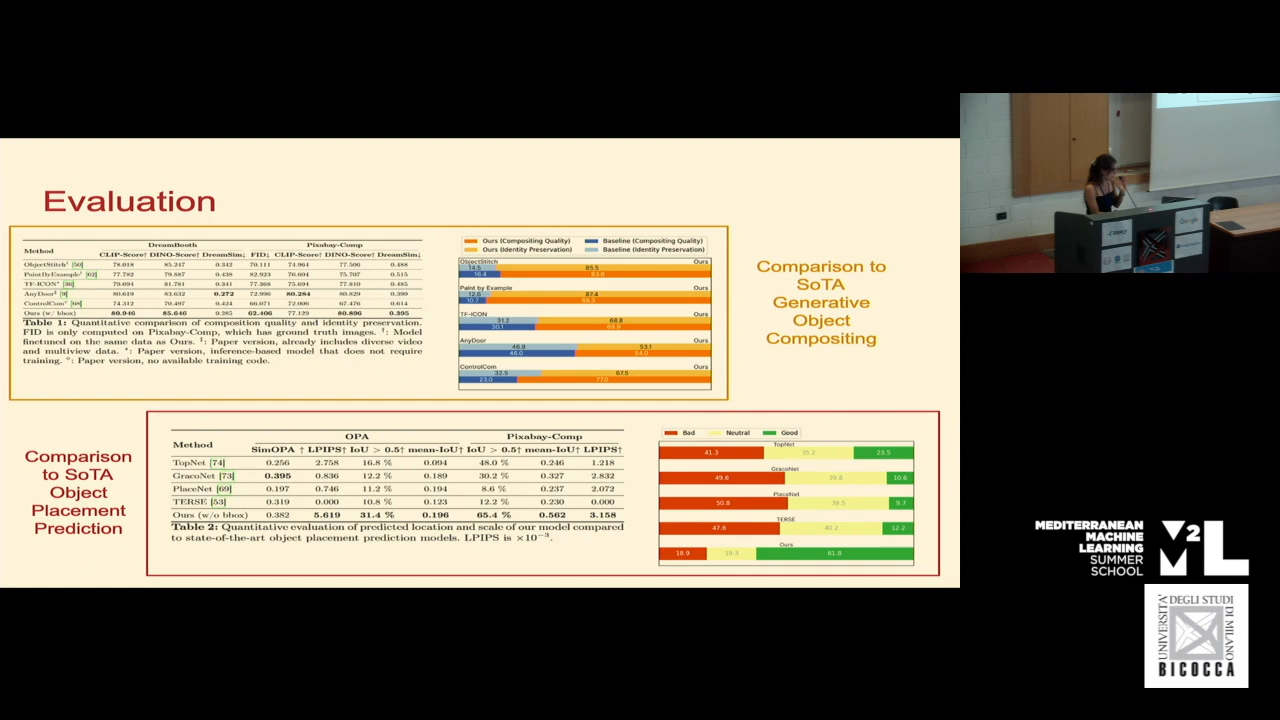 Evaluation
DreamBooth Pixabay-Comp
Method CLIP-Score↑ DINO-Score↑ DreamSim↓ FID↓ CLIP-Score↑ DINO-Score↑ DreamSim↓
ObjectStitch† [50] 78.018 85.247 0.342 70.111 74.964 77.506 0.488
PaintByExample† [62] 77.782 79.887 0.438 82.923 76.604 75.707 0.515
TF-ICON* [36] 79.094 81.781 0.341 77.368 75.694 77.810 0.485
AnyDoor‡ [9] 80.619 83.632 0.272 72.986 80.284 80.829 0.399
ControlCom° [68] 74.312 70.497 0.424 66.071 72.006 67.476 0.614
Ours (w/ bbox) 80.946 85.646 0.285 62.406 77.129 80.896 0.395
Table 1: Quantitative comparison of composition quality and identity preservation.
FID is only computed on Pixabay-Comp, which has ground truth images. †: Model
finetuned on the same data as Ours. ‡: Paper version, already includes diverse video
and multiview data. *: Paper version, inference-based model that does not require
training. °: Paper version, no available training code.
Ours (Compositing Quality) Baseline (Compositing Quality)
Ours (Identity Preservation) Baseline (Identity Preservation)
ObjectStitch Ours
14.5 85.5
16.4 83.6
Paint by Example Ours
12.6 87.4
10.7 89.3
TF-ICON Ours
31.2 68.8
30.1 69.9
AnyDoor Ours
46.9 53.1
46.0 54.0
ControlCom Ours
32.5 67.5
23.0 77.0
Comparison to
SoTA
Generative
Object
Compositing
Comparison
to SoTA
Object
Placement
Prediction
OPA Pixabay-Comp
Method SimOPA ↑ LPIPS↑ IoU > 0.5↑ mean-IoU↑ IoU > 0.5↑ mean-IoU↑ LPIPS↑
TopNet [74] 0.256 2.758 16.8 % 0.094 48.0 % 0.246 1.218
GracoNet [73] 0.395 0.836 12.2 % 0.189 30.2 % 0.327 2.832
PlaceNet [69] 0.197 0.746 11.2 % 0.194 8.6 % 0.237 2.072
TERSE [53] 0.319 0.000 10.8 % 0.123 12.2 % 0.230 0.000
Ours (w/o bbox) 0.382 5.619 31.4 % 0.196 65.4 % 0.562 3.158
Table 2: Quantitative evaluation of predicted location and scale of our model compared
to state-of-the-art object placement prediction models. LPIPS is ×10⁻³.
Bad Neutral Good
TopNet
41.3 35.2 23.5
GracoNet
49.6 39.8 10.6
PlaceNet
50.8 39.5 9.7
TERSE
47.6 40.2 12.2
Ours
18.9 19.3 61.8
Google
MEDITERRANEAN
MACHINE
LEARNING
SUMMER
SCHOOL
M2L
UNIVERSITA' DEGLI STUDI DI MILANO
BICOCCA